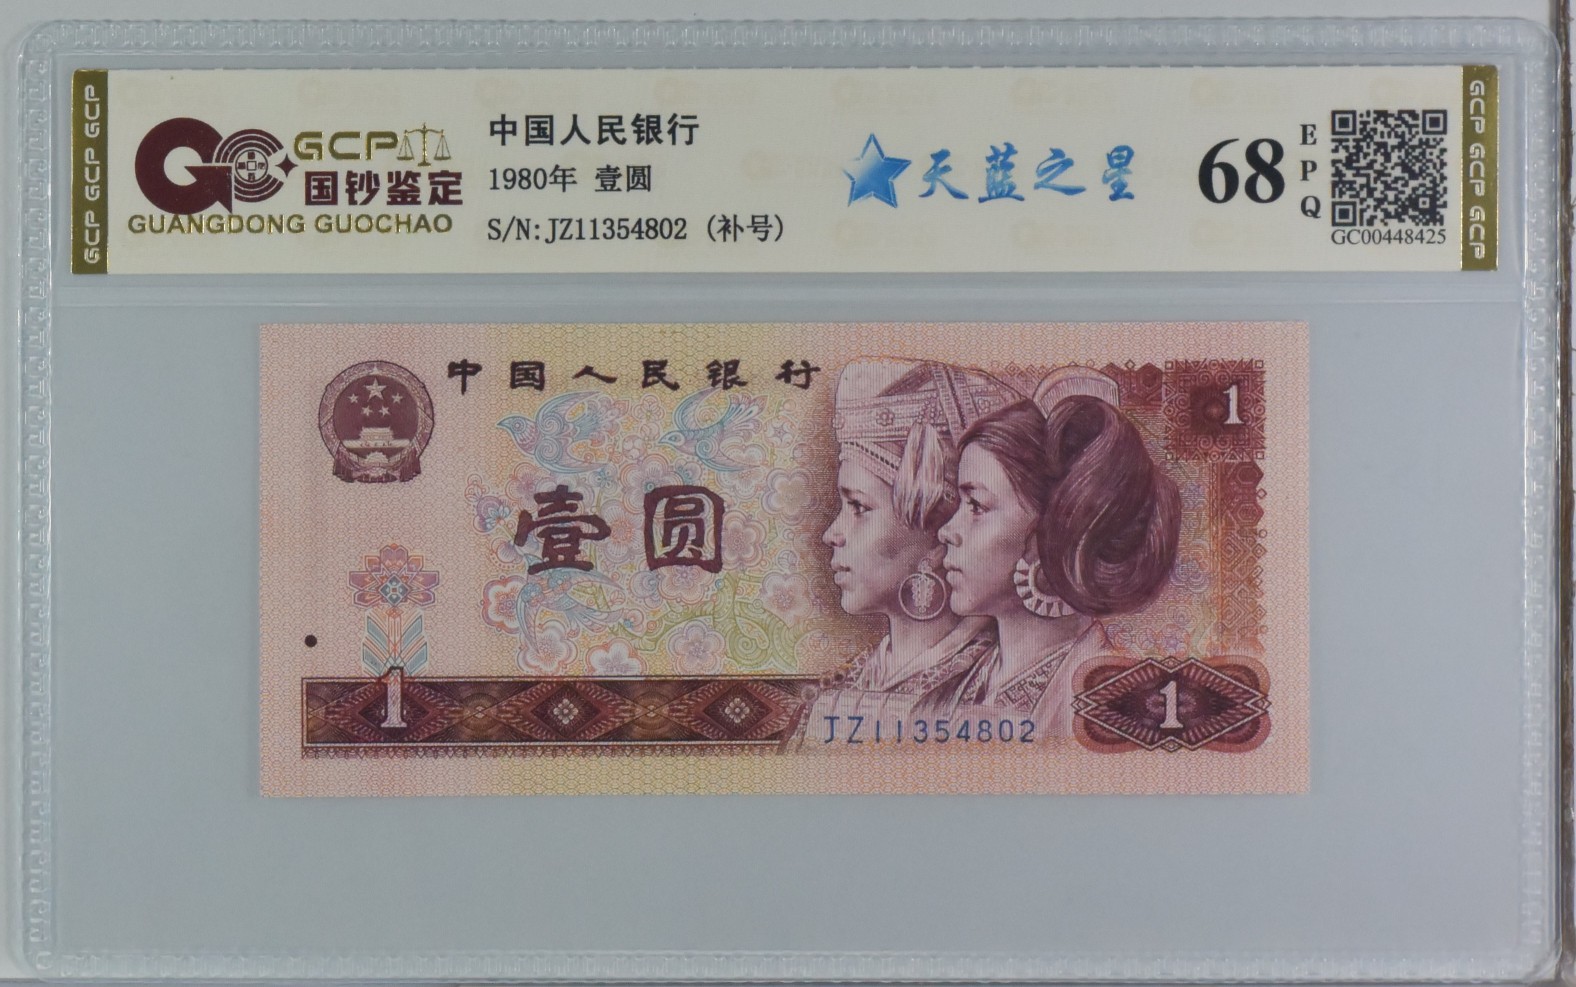 GCP GCP GCP
GCP
国钞鉴定
GUANGDONG GUOCHAO
中国人民银行
1980年 壹圆
S/N:JZ11354802 (补号)
天蓝之星
68
EPQ
GC00448425
GCP GCP GCP
中国人民银行
1
壹圆
1
JZ11354802
1